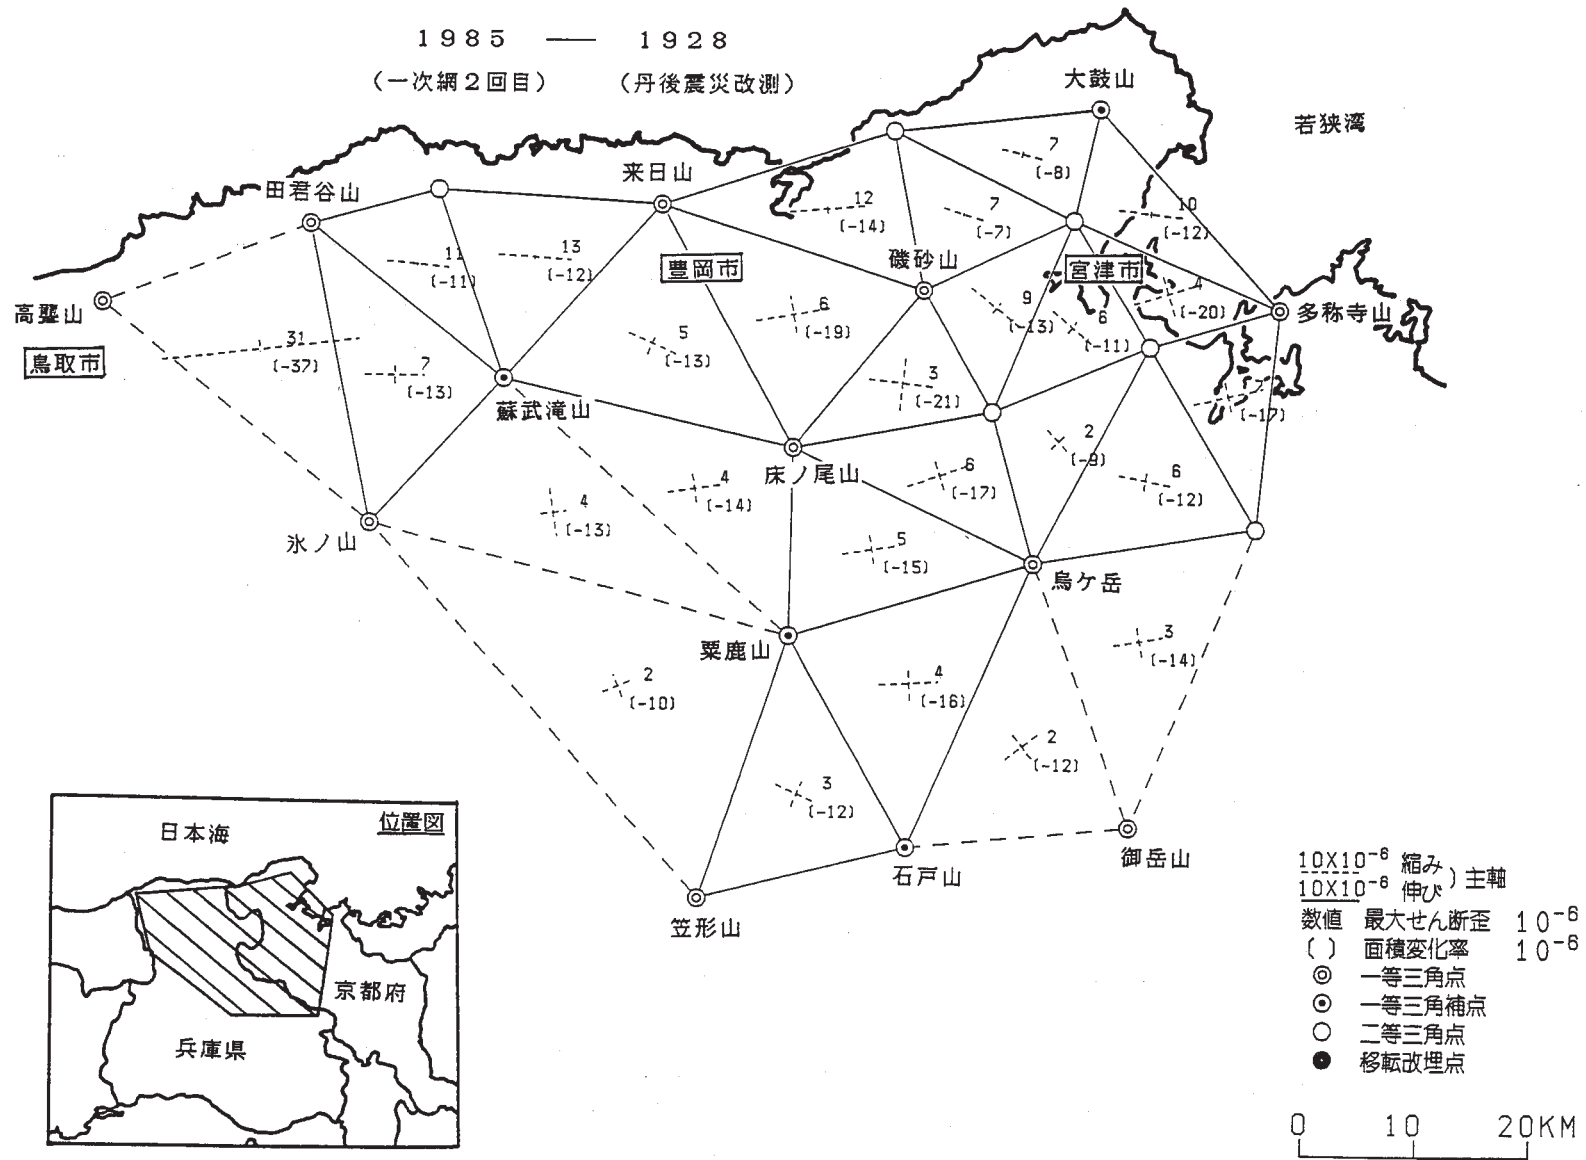 1985 ― 1928
(一次網2回目) (丹後震災改測)
大鼓山
若狭湾
7
(-8)
来日山
田君谷山
12
(-14)
7
(-7)
10
(-12)
11
(-11)
13
(-12)
豊岡市
磯砂山
宮津市
高鷲山
鳥取市
31
(-37)
7
(-13)
5
(-13)
6
(-19)
9
(-13)
6
(-11)
4
(-20)
多称寺山
蘇武滝山
3
(-21)
7
(-17)
床ノ尾山
2
(-9)
氷ノ山
4
(-13)
4
(-14)
6
(-17)
6
(-12)
5
(-15)
烏ケ岳
粟鹿山
2
(-10)
4
(-16)
3
(-14)
3
(-12)
2
(-12)
石戸山
御岳山
笠形山
位置図
日本海
京都府
兵庫県
10X10⁻⁶ 縮み
10X10⁻⁶ 伸び ) 主軸
数値 最大せん断歪 10⁻⁶
( ) 面積変化率 10⁻⁶
◎ 一等三角点
◉ 一等三角補点
○ 二等三角点
● 移転改埋点
0 10 20KM